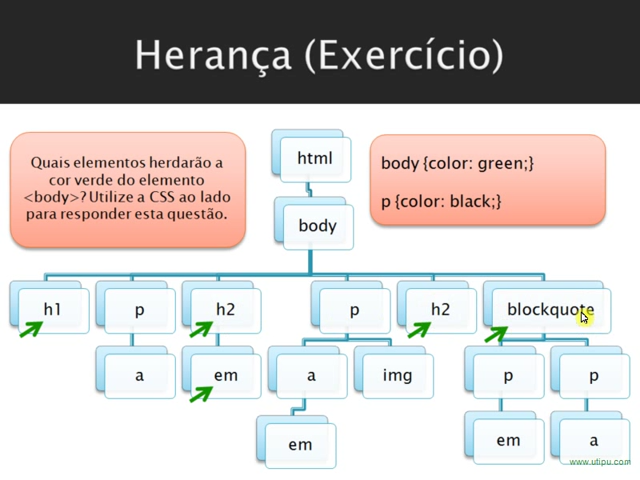 Herança (Exercício)
Quais elementos herdarão a
cor verde do elemento
<body>? Utilize a CSS ao lado
para responder esta questão.
html
body {color: green;}
p {color: black;}
body
h1
p
h2
p
h2
blockquote
a
em
a
img
p
p
em
em
a
www.utipu.com